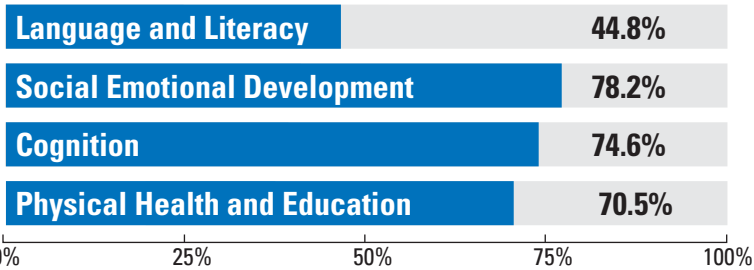 Language and Literacy 44.8%
Social Emotional Development 78.2%
Cognition 74.6%
Physical Health and Education 70.5%
0% 25% 50% 75% 100%